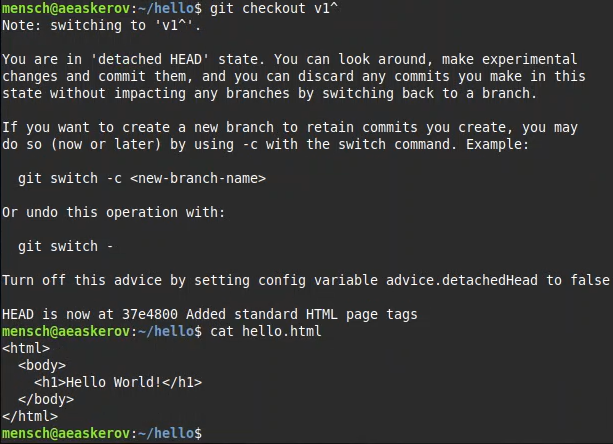 mensch@aeaskerov:~/hello$ git checkout v1^
Note: switching to 'v1^'.
You are in 'detached HEAD' state. You can look around, make experimental
changes and commit them, and you can discard any commits you make in this
state without impacting any branches by switching back to a branch.
If you want to create a new branch to retain commits you create, you may
do so (now or later) by using -c with the switch command. Example:
git switch -c <new-branch-name>
Or undo this operation with:
git switch -
Turn off this advice by setting config variable advice.detachedHead to false
HEAD is now at 37e4800 Added standard HTML page tags
mensch@aeaskerov:~/hello$ cat hello.html
<html>
  <body>
    <h1>Hello World!</h1>
  </body>
</html>
mensch@aeaskerov:~/hello$